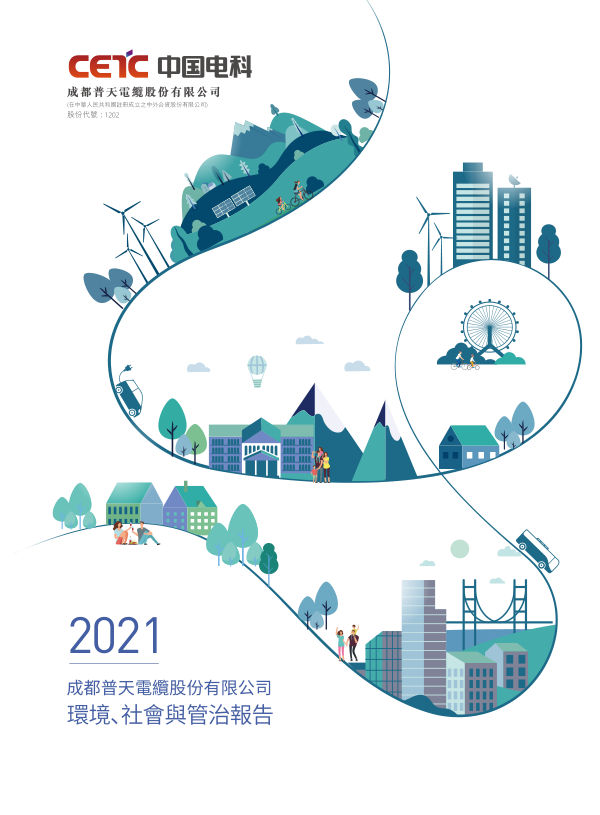 CETC 中国电科
成都普天電纜股份有限公司
(在中華人民共和國註冊成立之中外合資股份有限公司)
股份代號：1202
2021
成都普天電纜股份有限公司
環境、社會與管治報告